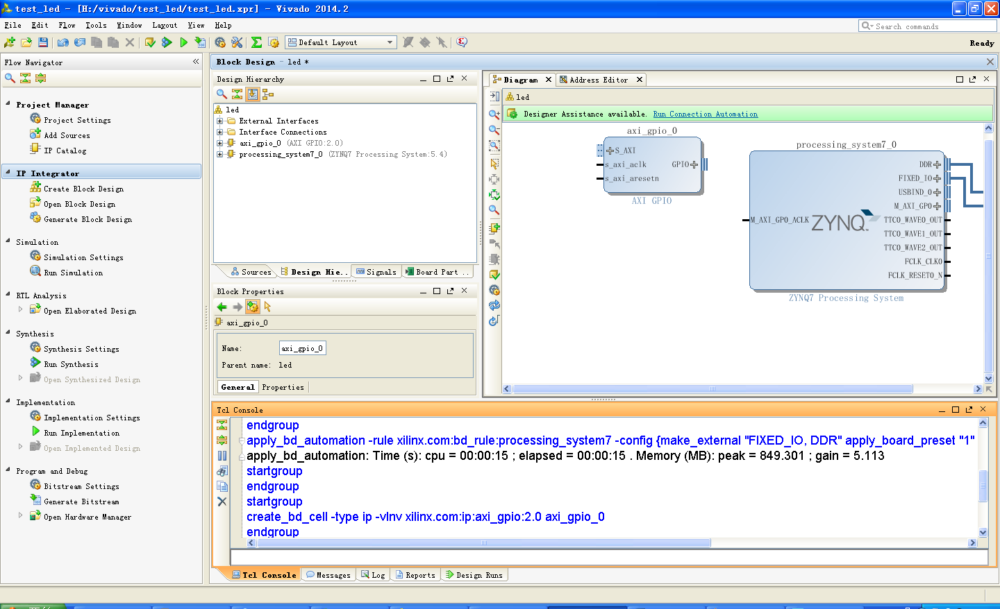 test_led - [H:/vivado/test_led/test_led.xpr] - Vivado 2014.2
File Edit Flow Tools Window Layout View Help
Search commands
Default Layout
Ready
Flow Navigator
Project Manager
Project Settings
Add Sources
IP Catalog
IP Integrator
Create Block Design
Open Block Design
Generate Block Design
Simulation
Simulation Settings
Run Simulation
RTL Analysis
Open Elaborated Design
Synthesis
Synthesis Settings
Run Synthesis
Open Synthesized Design
Implementation
Implementation Settings
Run Implementation
Open Implemented Design
Program and Debug
Bitstream Settings
Generate Bitstream
Open Hardware Manager
Block Design - led *
Design Hierarchy
led
External Interfaces
Interface Connections
axi_gpio_0 (AXI GPIO:2.0)
processing_system7_0 (ZYNQ7 Processing System:5.4)
Sources
Design Hie..
Signals
Board Part ..
Block Properties
axi_gpio_0
Name: axi_gpio_0
Parent name: led
General Properties
Diagram
Address Editor
led
Designer Assistance available. Run Connection Automation
axi_gpio_0
S_AXI
s_axi_aclk
s_axi_aresetn
GPIO
AXI GPIO
processing_system7_0
M_AXI_GP0_ACLK
ZYNQ
DDR
FIXED_IO
USBIND_0
M_AXI_GP0
TTC0_WAVE0_OUT
TTC0_WAVE1_OUT
TTC0_WAVE2_OUT
FCLK_CLK0
FCLK_RESET0_N
ZYNQ7 Processing System
Tcl Console
endgroup
apply_bd_automation -rule xilinx.com:bd_rule:processing_system7 -config {make_external "FIXED_IO, DDR" apply_board_preset "1"
apply_bd_automation: Time (s): cpu = 00:00:15 ; elapsed = 00:00:15 . Memory (MB): peak = 849.301 ; gain = 5.113
startgroup
endgroup
startgroup
create_bd_cell -type ip -vlnv xilinx.com:ip:axi_gpio:2.0 axi_gpio_0
endgroup
Tcl Console
Messages
Log
Reports
Design Runs